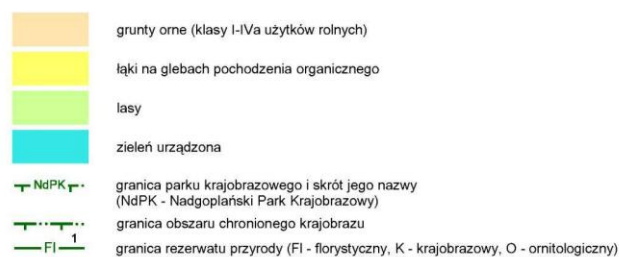 grunty orne (klasy I-IVa użytków rolnych)
łąki na glebach pochodzenia organicznego
lasy
zieleń urządzona
NdPK granica parku krajobrazowego i skrót jego nazwy
(NdPK - Nadgoplański Park Krajobrazowy)
granica obszaru chronionego krajobrazu
Fl 1 granica rezerwatu przyrody (Fl - florystyczny, K - krajobrazowy, O - ornitologiczny)